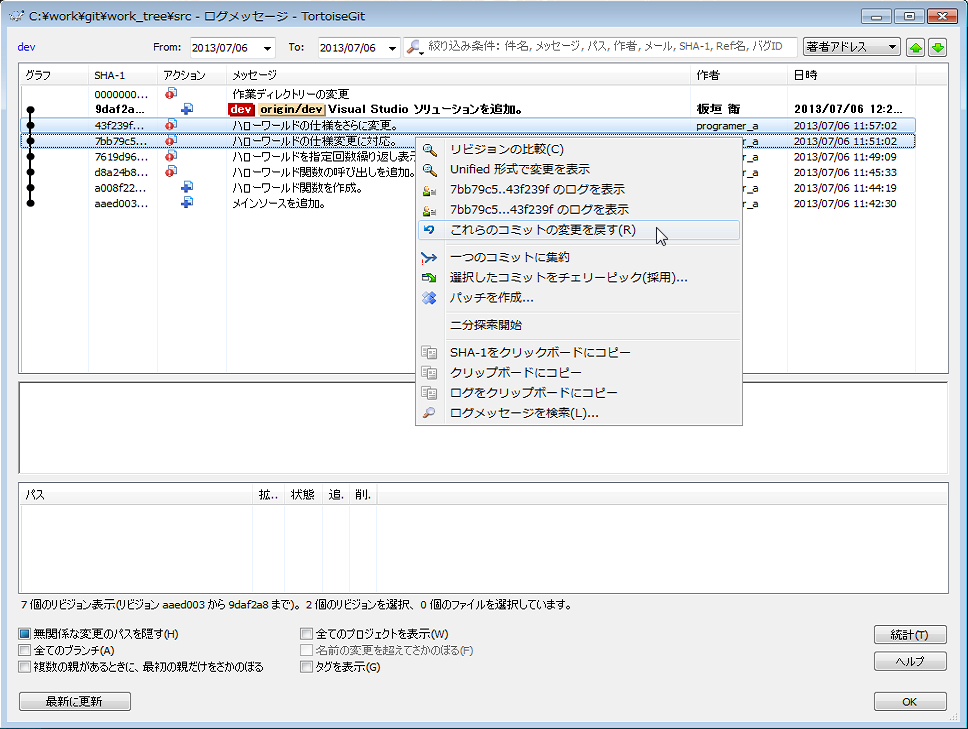 C:¥work¥git¥work_tree¥src - ログメッセージ - TortoiseGit
dev From: 2013/07/06 To: 2013/07/06 絞り込み条件: 件名, メッセージ, パス, 作者, メール, SHA-1, Ref名, バグID 著者アドレス
グラフ SHA-1 アクション メッセージ 作者 日時
0000000... 作業ディレクトリーの変更
9daf2a... dev origin/dev Visual Studio ソリューションを追加。 板垣 衛 2013/07/06 12:2...
43f239f... ハローワールドの仕様をさらに変更。 programer_a 2013/07/06 11:57:02
7bb79c5... ハローワールドの仕様変更に対応。 r_a 2013/07/06 11:51:02
7619d96... ハローワールドを指定回数繰り返し表示 r_a 2013/07/06 11:49:09
d8a24b8... ハローワールド関数の呼び出しを追加。 r_a 2013/07/06 11:45:33
a008f22... ハローワールド関数を作成。 r_a 2013/07/06 11:44:19
aaed003... メインソースを追加。 r_a 2013/07/06 11:42:30
リビジョンの比較(C)
Unified 形式で変更を表示
7bb79c5..43f239f のログを表示
7bb79c5...43f239f のログを表示
これらのコミットの変更を戻す(R)
一つのコミットに集約
選択したコミットをチェリーピック(採用)...
パッチを作成...
二分探索開始
SHA-1をクリックボードにコピー
クリップボードにコピー
ログをクリップボードにコピー
ログメッセージを検索(L)...
パス 拡.. 状態 追. 削.
7 個のリビジョン表示(リビジョン aaed003 から 9daf2a8 まで)。2 個のリビジョンを選択、0 個のファイルを選択しています。
無関係な変更のパスを隠す(H) 全てのプロジェクトを表示(W) 統計(T)
全てのブランチ(A) 名前の変更を超えてさかのぼる(F)
複数の親があるときに、最初の親だけをさかのぼる タグを表示(G) ヘルプ
最新に更新 OK